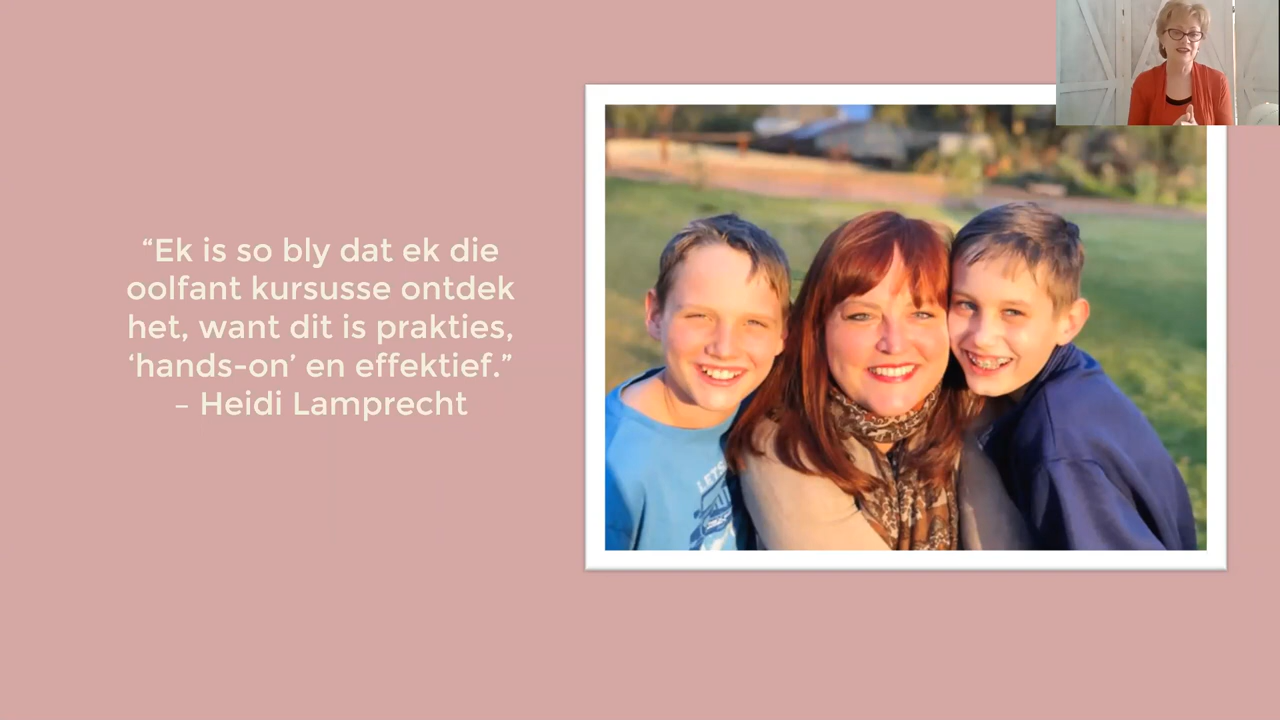 “Ek is so bly dat ek die
oolfant kursusse ontdek
het, want dit is prakties,
‘hands-on’ en effektief.”
– Heidi Lamprecht
LETS